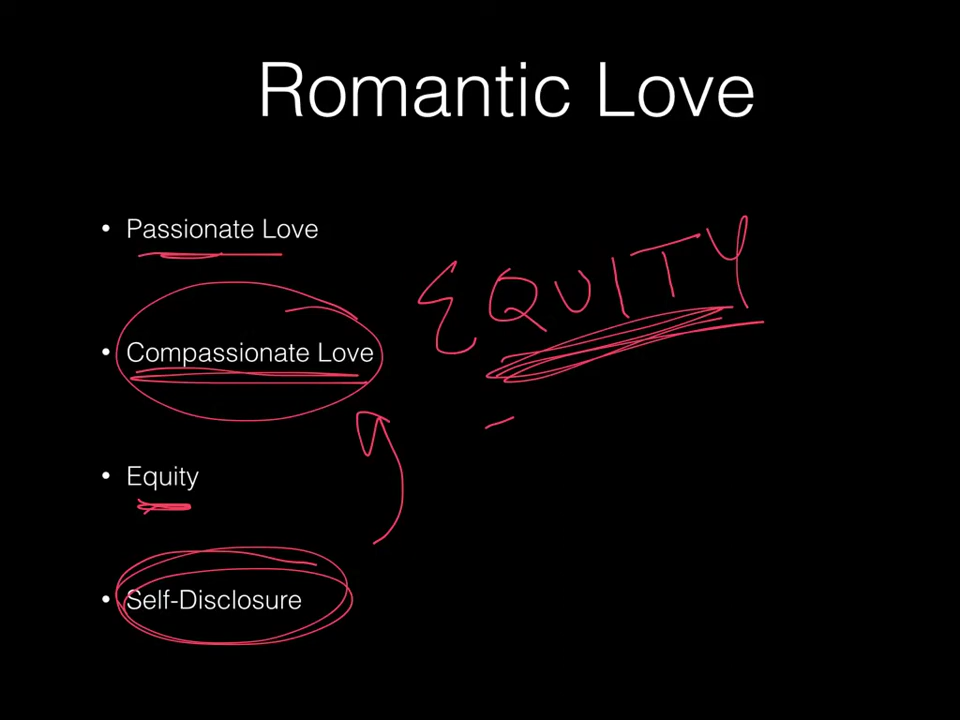 Romantic Love
• Passionate Love
EQUITY
• Compassionate Love
• Equity
• Self-Disclosure